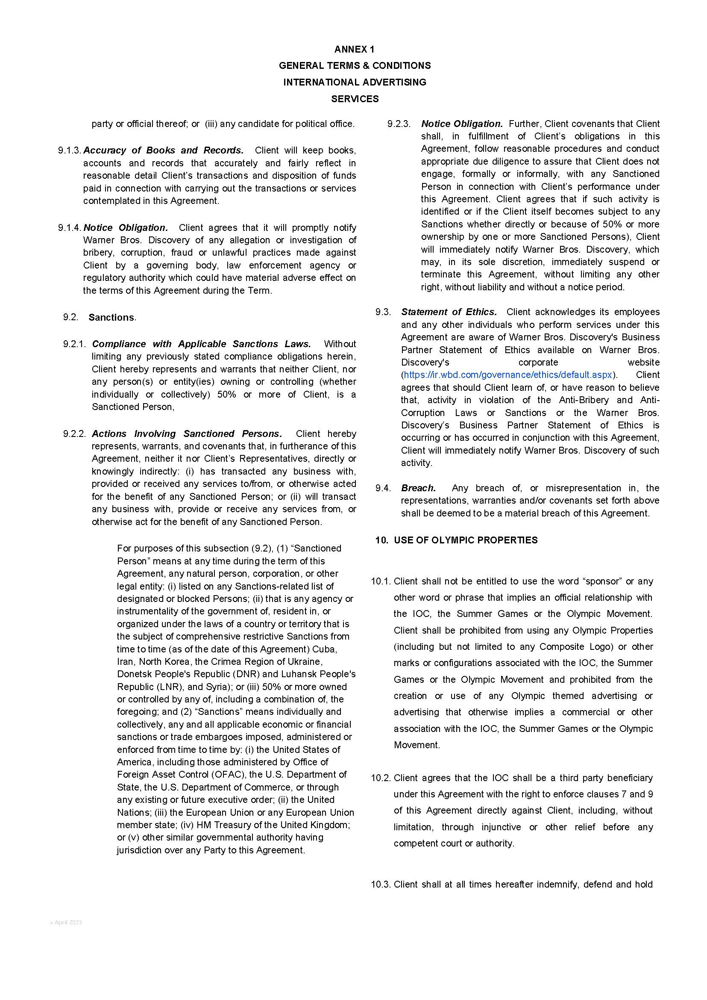 ANNEX 1
GENERAL TERMS & CONDITIONS
INTERNATIONAL ADVERTISING
SERVICES
party or official thereof; or (iii) any candidate for political office.
9.1.3. Accuracy of Books and Records. Client will keep books,
accounts and records that accurately and fairly reflect in
reasonable detail Client’s transactions and disposition of funds
paid in connection with carrying out the transactions or services
contemplated in this Agreement.
9.1.4. Notice Obligation. Client agrees that it will promptly notify
Warner Bros. Discovery of any allegation or investigation of
bribery, corruption, fraud or unlawful practices made against
Client by a governing body, law enforcement agency or
regulatory authority which could have material adverse effect on
the terms of this Agreement during the Term.
9.2. Sanctions.
9.2.1. Compliance with Applicable Sanctions Laws. Without
limiting any previously stated compliance obligations herein,
Client hereby represents and warrants that neither Client, nor
any person(s) or entity(ies) owning or controlling (whether
individually or collectively) 50% or more of Client, is a
Sanctioned Person,
9.2.2. Actions Involving Sanctioned Persons. Client hereby
represents, warrants, and covenants that, in furtherance of this
Agreement, neither it nor Client’s Representatives, directly or
knowingly indirectly: (i) has transacted any business with,
provided or received any services to/from, or otherwise acted
for the benefit of any Sanctioned Person; or (ii) will transact
any business with, provide or receive any services from, or
otherwise act for the benefit of any Sanctioned Person.
For purposes of this subsection (9.2), (1) “Sanctioned
Person” means at any time during the term of this
Agreement, any natural person, corporation, or other
legal entity: (i) listed on any Sanctions-related list of
designated or blocked Persons; (ii) that is any agency or
instrumentality of the government of, resident in, or
organized under the laws of a country or territory that is
the subject of comprehensive restrictive Sanctions from
time to time (as of the date of this Agreement) Cuba,
Iran, North Korea, the Crimea Region of Ukraine,
Donetsk People's Republic (DNR) and Luhansk People's
Republic (LNR), and Syria); or (iii) 50% or more owned
or controlled by any of, including a combination of, the
foregoing; and (2) “Sanctions” means individually and
collectively, any and all applicable economic or financial
sanctions or trade embargoes imposed, administered or
enforced from time to time by: (i) the United States of
America, including those administered by Office of
Foreign Asset Control (OFAC), the U.S. Department of
State, the U.S. Department of Commerce, or through
any existing or future executive order; (ii) the United
Nations; (iii) the European Union or any European Union
member state; (iv) HM Treasury of the United Kingdom;
or (v) other similar governmental authority having
jurisdiction over any Party to this Agreement.
9.2.3. Notice Obligation. Further, Client covenants that Client
shall, in fulfillment of Client’s obligations in this
Agreement, follow reasonable procedures and conduct
appropriate due diligence to assure that Client does not
engage, formally or informally, with any Sanctioned
Person in connection with Client’s performance under
this Agreement. Client agrees that if such activity is
identified or if the Client itself becomes subject to any
Sanctions whether directly or because of 50% or more
ownership by one or more Sanctioned Persons), Client
will immediately notify Warner Bros. Discovery, which
may, in its sole discretion, immediately suspend or
terminate this Agreement, without limiting any other
right, without liability and without a notice period.
9.3. Statement of Ethics. Client acknowledges its employees
and any other individuals who perform services under this
Agreement are aware of Warner Bros. Discovery's Business
Partner Statement of Ethics available on Warner Bros.
Discovery's corporate website
(https://ir.wbd.com/governance/ethics/default.aspx). Client
agrees that should Client learn of, or have reason to believe
that, activity in violation of the Anti-Bribery and Anti-
Corruption Laws or Sanctions or the Warner Bros.
Discovery’s Business Partner Statement of Ethics is
occurring or has occurred in conjunction with this Agreement,
Client will immediately notify Warner Bros. Discovery of such
activity.
9.4. Breach. Any breach of, or misrepresentation in, the
representations, warranties and/or covenants set forth above
shall be deemed to be a material breach of this Agreement.
10. USE OF OLYMPIC PROPERTIES
10.1. Client shall not be entitled to use the word “sponsor” or any
other word or phrase that implies an official relationship with
the IOC, the Summer Games or the Olympic Movement.
Client shall be prohibited from using any Olympic Properties
(including but not limited to any Composite Logo) or other
marks or configurations associated with the IOC, the Summer
Games or the Olympic Movement and prohibited from the
creation or use of any Olympic themed advertising or
advertising that otherwise implies a commercial or other
association with the IOC, the Summer Games or the Olympic
Movement.
10.2. Client agrees that the IOC shall be a third party beneficiary
under this Agreement with the right to enforce clauses 7 and 9
of this Agreement directly against Client, including, without
limitation, through injunctive or other relief before any
competent court or authority.
10.3. Client shall at all times hereafter indemnify, defend and hold
v April 2023